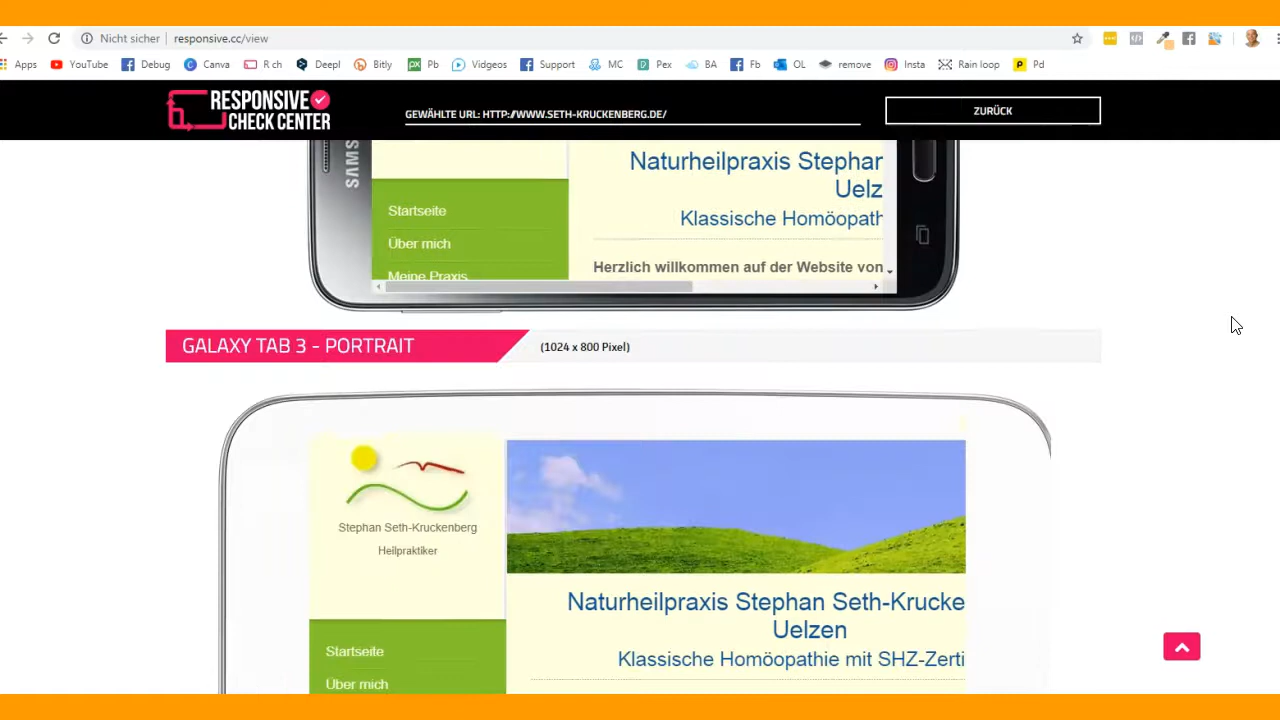 Nicht sicher responsive.cc/view
Apps YouTube Debug Canva R ch Deepl Bitly Pb Vidgeos Support MC Pex BA Fb OL remove Insta Rain loop Pd
RESPONSIVE
CHECK CENTER
GEWÄHLTE URL: HTTP://WWW.SETH-KRUCKENBERG.DE/
ZURÜCK
SAMS
Naturheilpraxis Stephan
Uelz
Klassische Homöopath
Startseite
Über mich
Meine Praxis
Herzlich willkommen auf der Website von
GALAXY TAB 3 - PORTRAIT (1024 x 800 Pixel)
Stephan Seth-Kruckenberg
Heilpraktiker
Naturheilpraxis Stephan Seth-Krucke
Uelzen
Klassische Homöopathie mit SHZ-Zerti
Startseite
Über mich